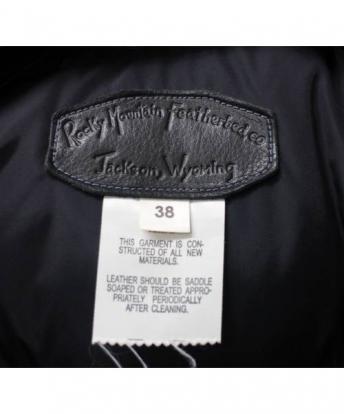 Rocky Mountain Featherbed co
Jackson, Wyoming
38
THIS GARMENT IS CON-
STRUCTED OF ALL NEW
MATERIALS.
LEATHER SHOULD BE SADDLE
SOAPED OR TREATED APPRO-
PRIATELY PERIODICALLY
AFTER CLEANING.